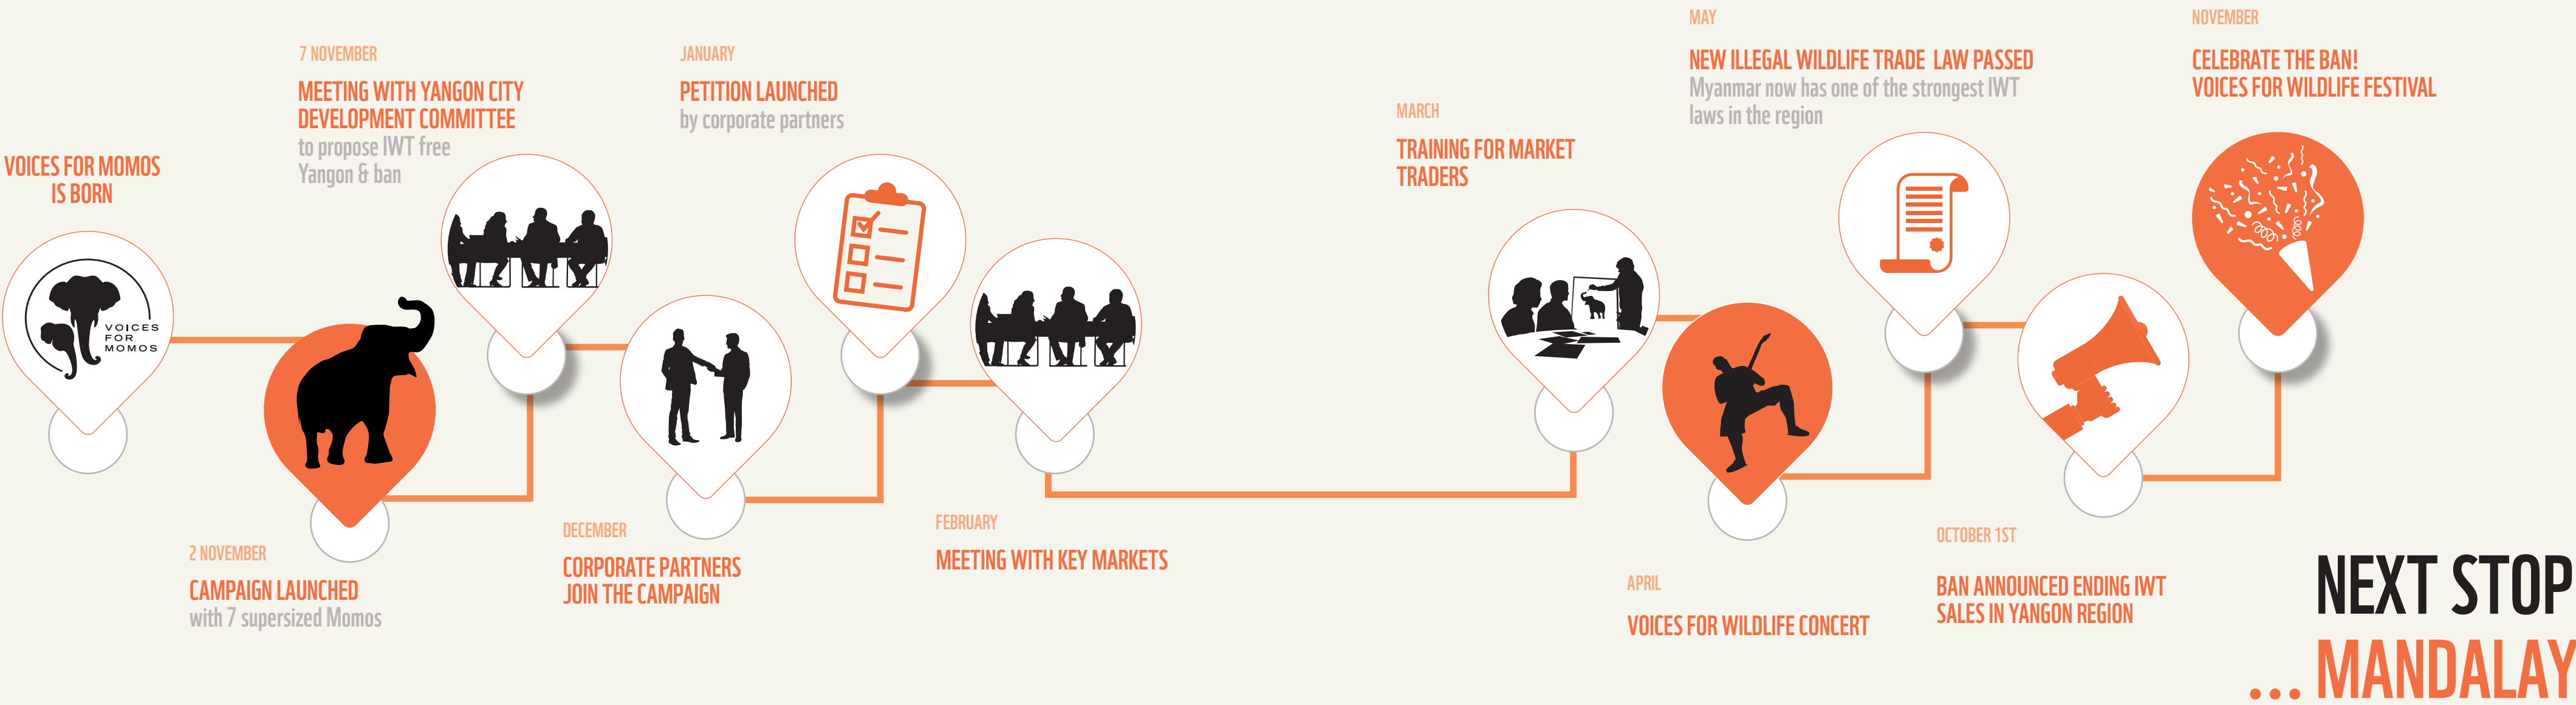 VOICES FOR MOMOS
IS BORN
VOICES
FOR
MOMOS
2 NOVEMBER
CAMPAIGN LAUNCHED
with 7 supersized Momos
7 NOVEMBER
MEETING WITH YANGON CITY
DEVELOPMENT COMMITTEE
to propose IWT free
Yangon & ban
DECEMBER
CORPORATE PARTNERS
JOIN THE CAMPAIGN
JANUARY
PETITION LAUNCHED
by corporate partners
FEBRUARY
MEETING WITH KEY MARKETS
MARCH
TRAINING FOR MARKET
TRADERS
APRIL
VOICES FOR WILDLIFE CONCERT
MAY
NEW ILLEGAL WILDLIFE TRADE LAW PASSED
Myanmar now has one of the strongest IWT
laws in the region
OCTOBER 1ST
BAN ANNOUNCED ENDING IWT
SALES IN YANGON REGION
NOVEMBER
CELEBRATE THE BAN!
VOICES FOR WILDLIFE FESTIVAL
NEXT STOP
... MANDALAY